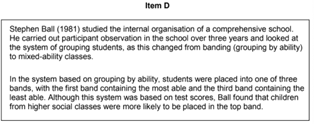 Item D
Stephen Ball (1981) studied the internal organisation of a comprehensive school.
He carried out participant observation in the school over three years and looked at
the system of grouping students, as this changed from banding (grouping by ability)
to mixed-ability classes.
In the system based on grouping by ability, students were placed into one of three
bands, with the first band containing the most able and the third band containing the
least able. Although this system was based on test scores, Ball found that children
from higher social classes were more likely to be placed in the top band.